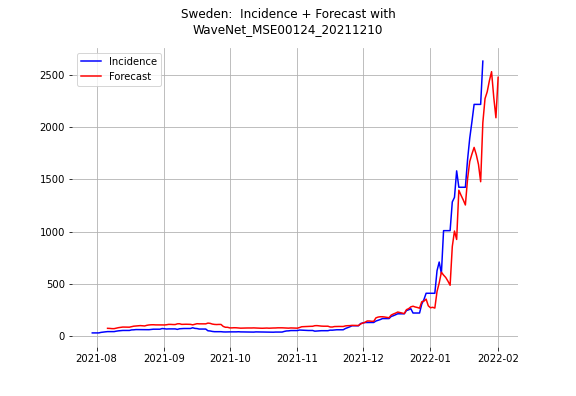 Sweden:  Incidence + Forecast with
WaveNet_MSE00124_20211210
Incidence
Forecast
2500
2000
1500
1000
500
0
2021-08 2021-09 2021-10 2021-11 2021-12 2022-01 2022-02